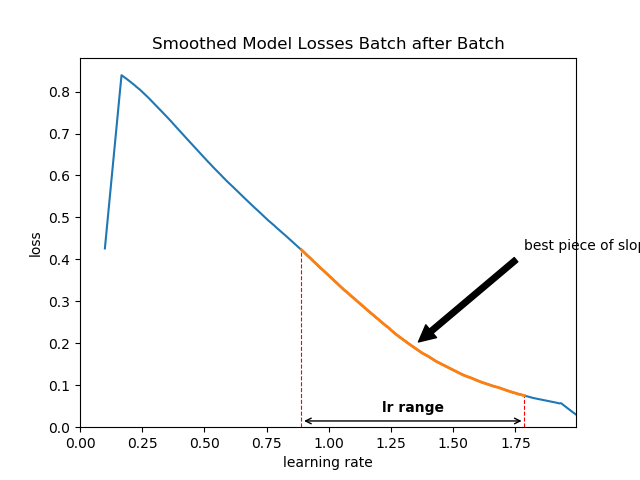 Smoothed Model Losses Batch after Batch
0.8
0.7
0.6
0.5
0.4
0.3
0.2
0.1
0.0
loss
best piece of slop
lr range
0.00 0.25 0.50 0.75 1.00 1.25 1.50 1.75
learning rate